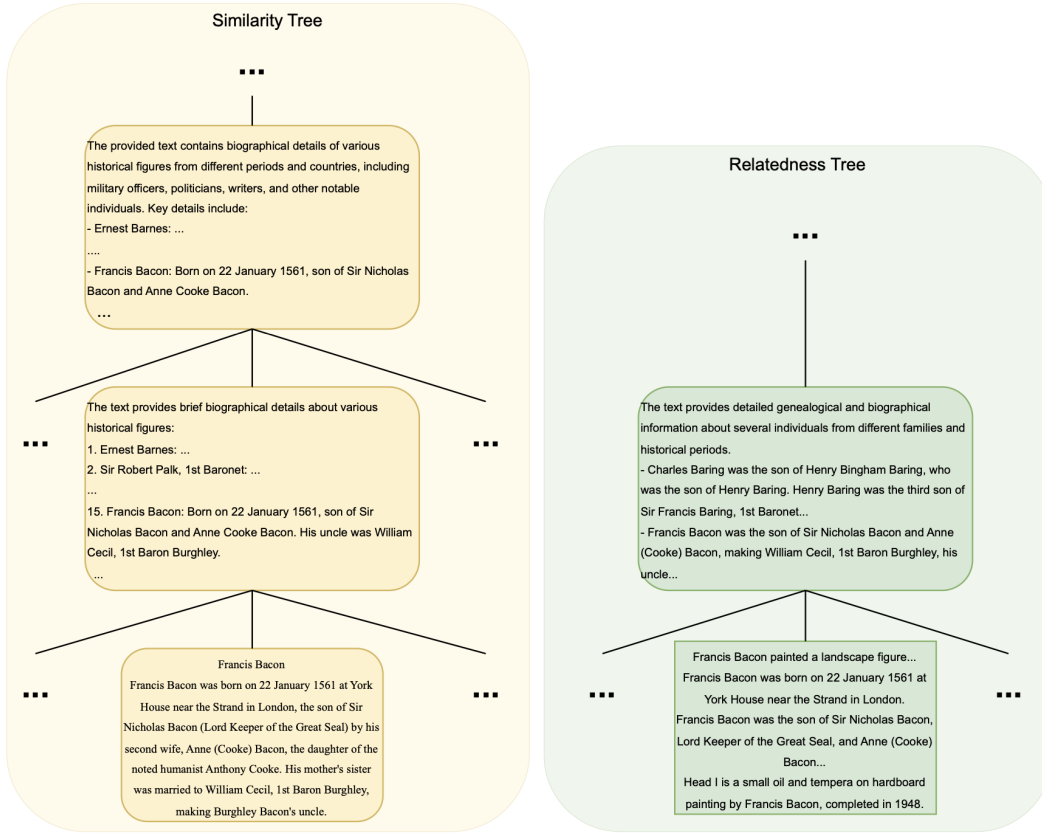 Similarity Tree
...
The provided text contains biographical details of various
historical figures from different periods and countries, including
military officers, politicians, writers, and other notable
individuals. Key details include:
- Ernest Barnes: ...
....
- Francis Bacon: Born on 22 January 1561, son of Sir Nicholas
Bacon and Anne Cooke Bacon.
...
The text provides brief biographical details about various
historical figures:
1. Ernest Barnes: ...
2. Sir Robert Palk, 1st Baronet: ...
...
15. Francis Bacon: Born on 22 January 1561, son of Sir
Nicholas Bacon and Anne Cooke Bacon. His uncle was William
Cecil, 1st Baron Burghley.
...
...
...
Francis Bacon
Francis Bacon was born on 22 January 1561 at York
House near the Strand in London, the son of Sir
Nicholas Bacon (Lord Keeper of the Great Seal) by his
second wife, Anne (Cooke) Bacon, the daughter of the
noted humanist Anthony Cooke. His mother's sister
was married to William Cecil, 1st Baron Burghley,
making Burghley Bacon's uncle.
...
...
Relatedness Tree
...
The text provides detailed genealogical and biographical
information about several individuals from different families and
historical periods.
- Charles Baring was the son of Henry Bingham Baring, who
was the son of Henry Baring. Henry Baring was the third son of
Sir Francis Baring, 1st Baronet...
- Francis Bacon was the son of Sir Nicholas Bacon and Anne
(Cooke) Bacon, making William Cecil, 1st Baron Burghley, his
uncle...
Francis Bacon painted a landscape figure...
Francis Bacon was born on 22 January 1561 at
York House near the Strand in London.
Francis Bacon was the son of Sir Nicholas Bacon,
Lord Keeper of the Great Seal, and Anne (Cooke)
Bacon...
Head I is a small oil and tempera on hardboard
painting by Francis Bacon, completed in 1948.
...
...